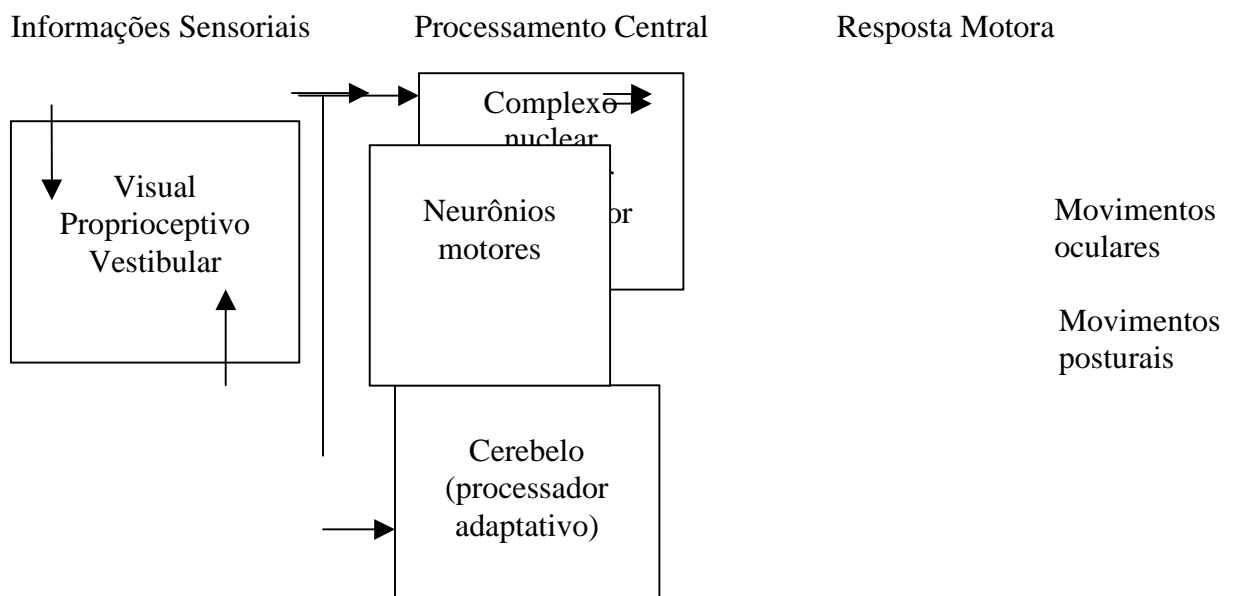 Informações Sensoriais Processamento Central Resposta Motora
Visual
Proprioceptivo
Vestibular
Complexo
nuclear
Neurônios
motores
Cerebelo
(processador
adaptativo)
Movimentos
oculares
Movimentos
posturais